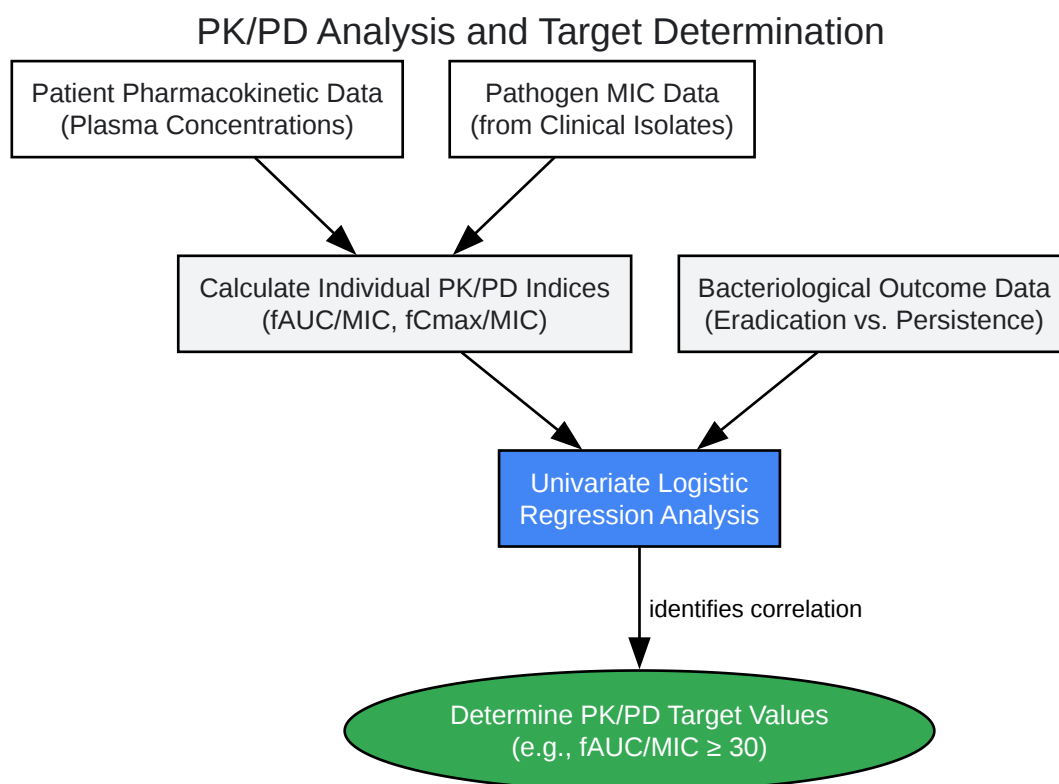 PK/PD Analysis and Target Determination
Patient Pharmacokinetic Data
(Plasma Concentrations)
Pathogen MIC Data
(from Clinical Isolates)
Calculate Individual PK/PD Indices
(fAUC/MIC, fCmax/MIC)
Bacteriological Outcome Data
(Eradication vs. Persistence)
Univariate Logistic
Regression Analysis
identifies correlation
Determine PK/PD Target Values
(e.g., fAUC/MIC ≥ 30)